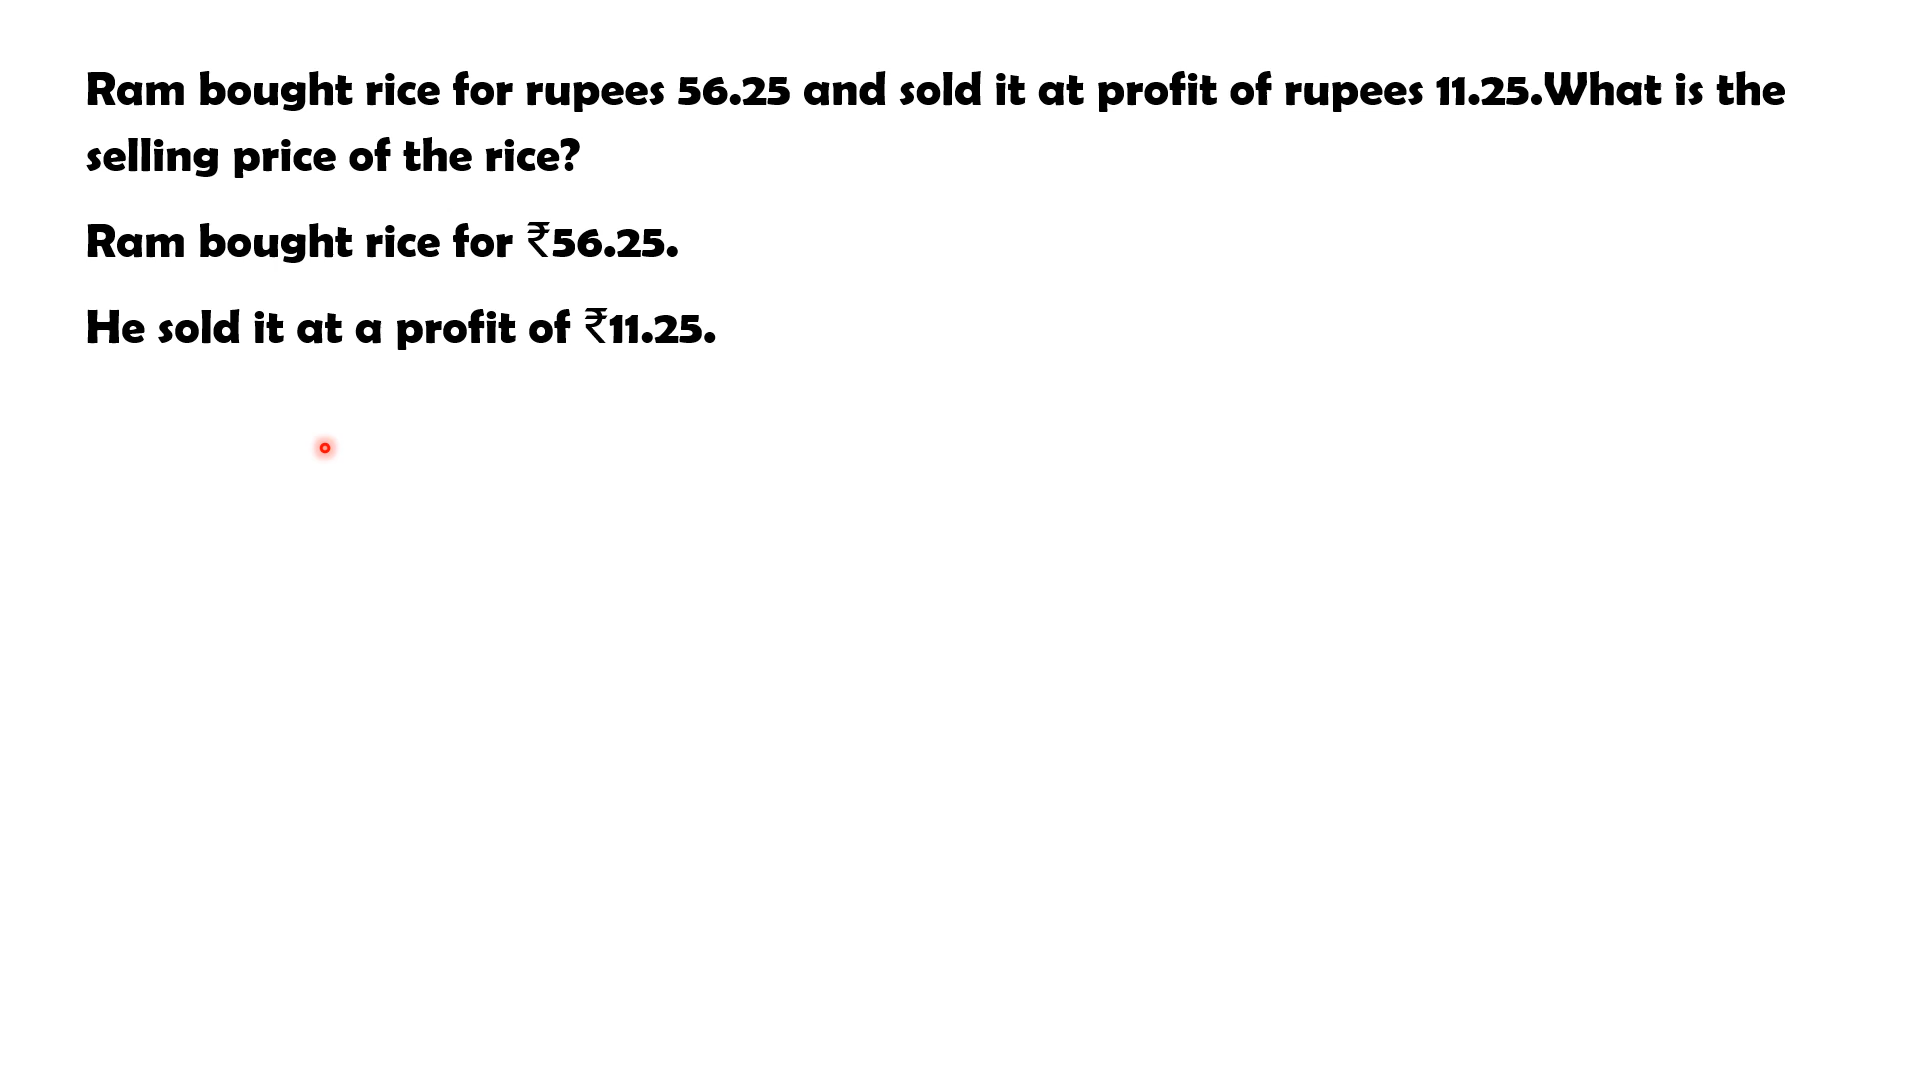 Ram bought rice for rupees 56.25 and sold it at profit of rupees 11.25.What is the
selling price of the rice?
Ram bought rice for ₹56.25.
He sold it at a profit of ₹11.25.